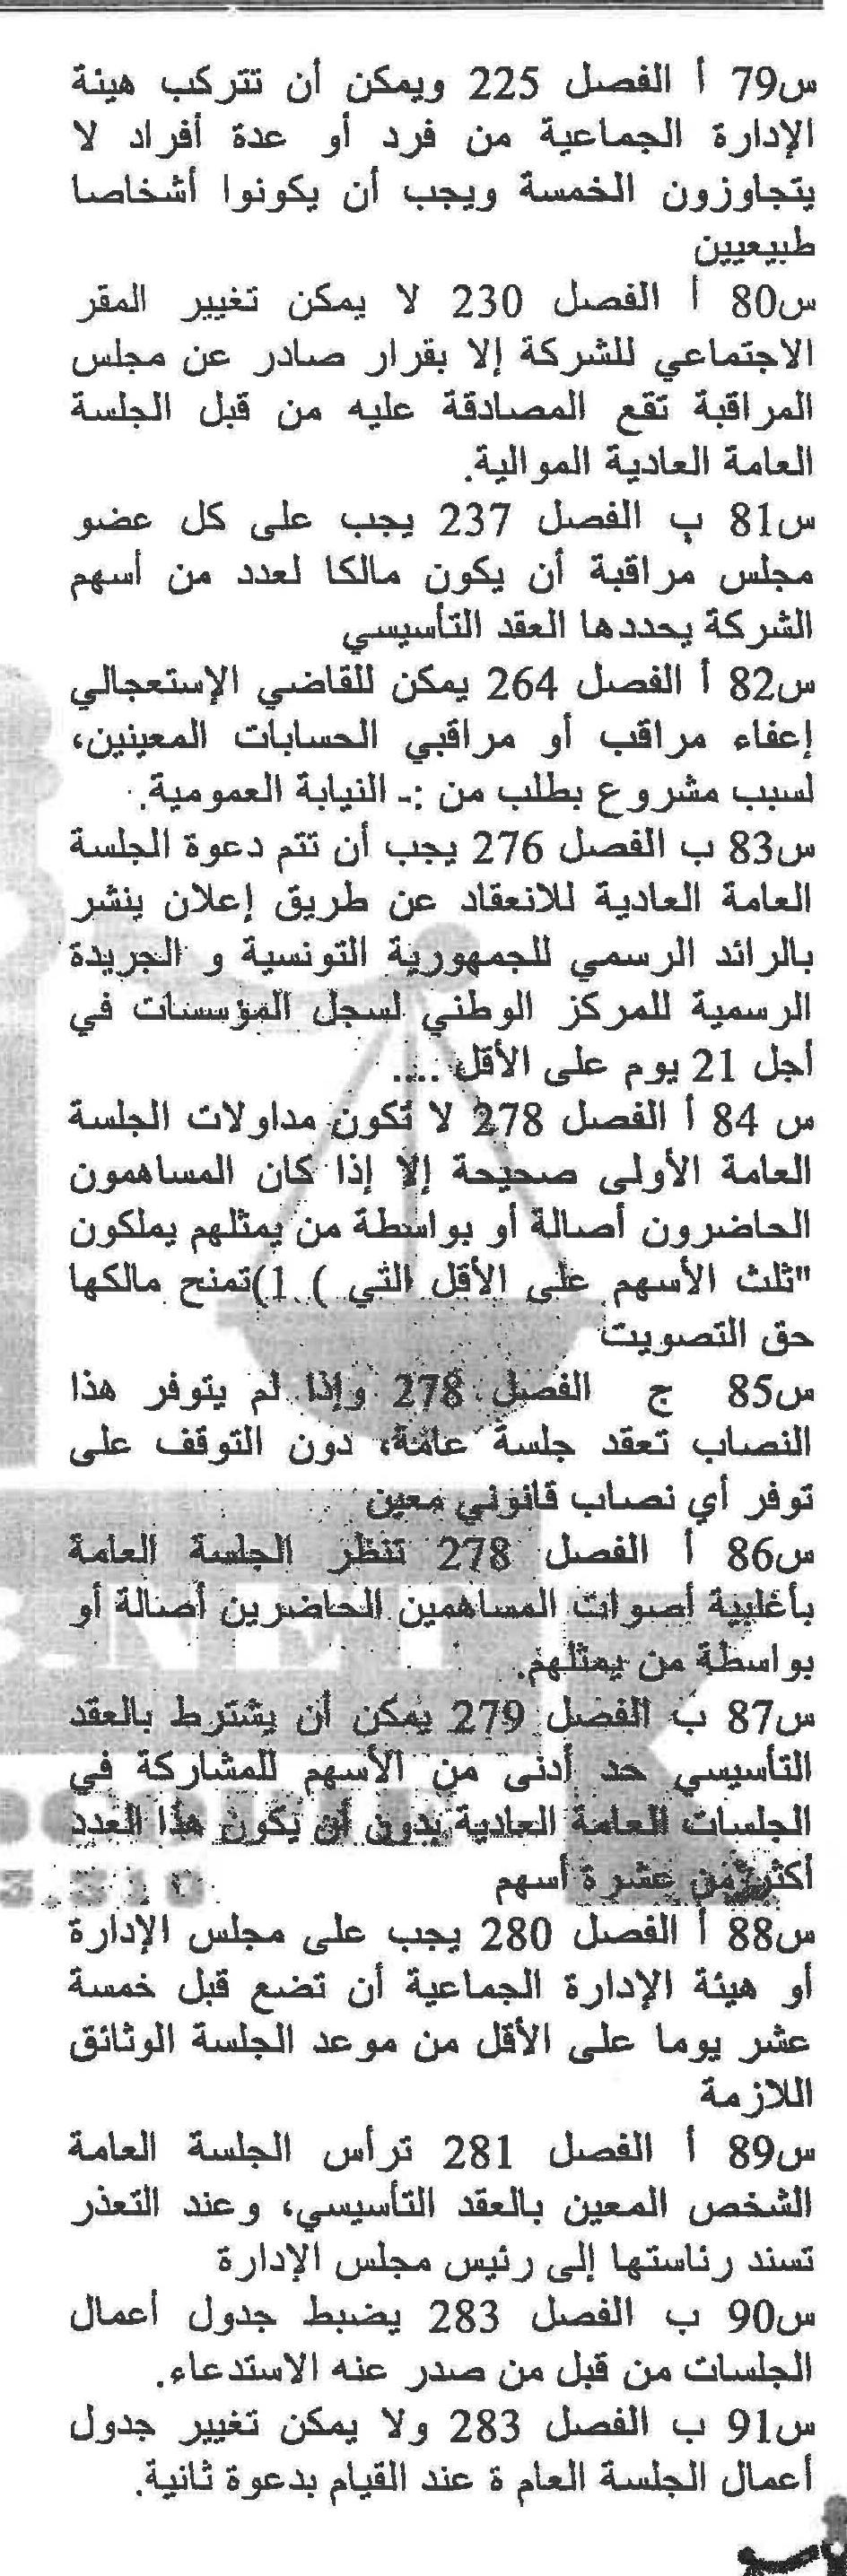 س79 أ الفصل 225 ويمكن أن تتركب هيئة
الإدارة الجماعية من فرد أو عدة أفراد لا
يتجاوزون الخمسة ويجب أن يكونوا أشخاصا
طبيعيين
س80 أ الفصل 230 لا يمكن تغيير المقر
الاجتماعي للشركة إلا بقرار صادر عن مجلس
المراقبة تقع المصادقة عليه من قبل الجلسة
العامة العادية الموالية.
س81 ب الفصل 237 يجب على كل عضو
مجلس مراقبة أن يكون مالكا لعدد من أسهم
الشركة يحددها العقد التأسيسي
س82 أ الفصل 264 يمكن للقاضي الإستعجالي
إعفاء مراقب أو مراقبي الحسابات المعينين،
لسبب مشروع بطلب من :ـ النيابة العمومية.
س83 ب الفصل 276 يجب أن تتم دعوة الجلسة
العامة العادية للانعقاد عن طريق إعلان ينشر
بالرائد الرسمي للجمهورية التونسية و الجريدة
الرسمية للمركز الوطني لسجل المؤسسات في
أجل 21 يوم على الأقل ....
س 84 أ الفصل 278 لا تكون مداولات الجلسة
العامة الأولى صحيحة إلا إذا كان المساهمون
الحاضرون أصالة أو بواسطة من يمثلهم يملكون
"ثلث الأسهم على الأقل التي ) 1)تمنح مالكها
حق التصويت
س85 ج الفصل 278 وإذا لم يتوفر هذا
النصاب تعقد جلسة عامة، دون التوقف على
توفر أي نصاب قانوني معين
س86 أ الفصل 278 تنظر الجلسة العامة
بأغلبية أصوات المساهمين الحاضرين أصالة أو
بواسطة من يمثلهم.
س87 ب الفصل 279 يمكن أن يشترط بالعقد
التأسيسي حد أدنى من الأسهم للمشاركة في
الجلسات العامة العادية بدون أن يكون هذا العدد
أكثر من عشرة أسهم
س88 أ الفصل 280 يجب على مجلس الإدارة
أو هيئة الإدارة الجماعية أن تضع قبل خمسة
عشر يوما على الأقل من موعد الجلسة الوثائق
اللازمة
س89 أ الفصل 281 ترأس الجلسة العامة
الشخص المعين بالعقد التأسيسي، وعند التعذر
تسند رئاستها إلى رئيس مجلس الإدارة
س90 ب الفصل 283 يضبط جدول أعمال
الجلسات من قبل من صدر عنه الاستدعاء.
س91 ب الفصل 283 ولا يمكن تغيير جدول
أعمال الجلسة العام ة عند القيام بدعوة ثانية.